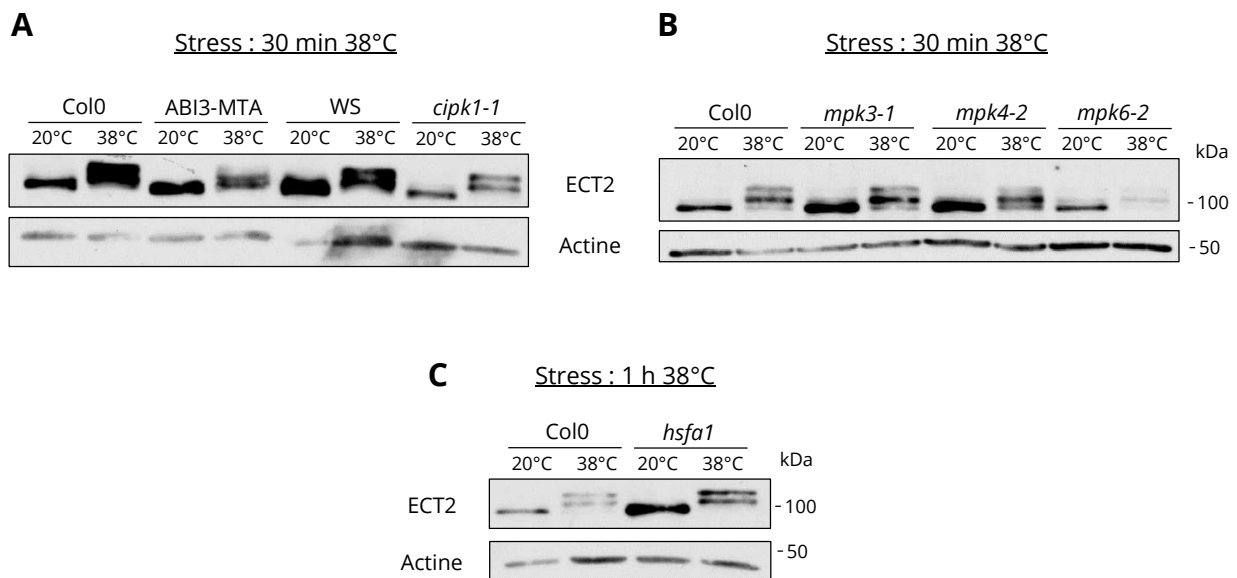 A
Stress : 30 min 38°C
Col0 ABI3-MTA WS cipk1-1
20°C 38°C 20°C 38°C 20°C 38°C 20°C 38°C
ECT2
Actine
B
Stress : 30 min 38°C
Col0 mpk3-1 mpk4-2 mpk6-2
20°C 38°C 20°C 38°C 20°C 38°C 20°C 38°C
kDa
- 100
- 50
C
Stress : 1 h 38°C
Col0 hsfa1
20°C 38°C 20°C 38°C kDa
ECT2 - 100
Actine - 50